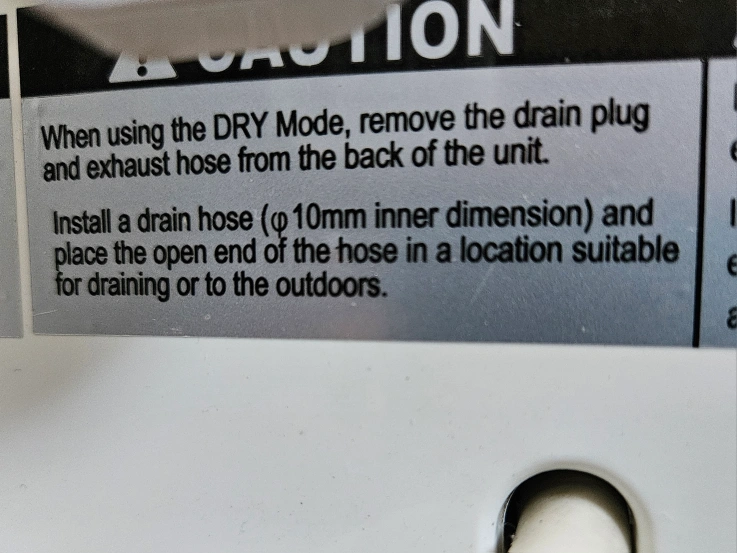 CAUTION
When using the DRY Mode, remove the drain plug
and exhaust hose from the back of the unit.
Install a drain hose (φ10mm inner dimension) and
place the open end of the hose in a location suitable
for draining or to the outdoors.